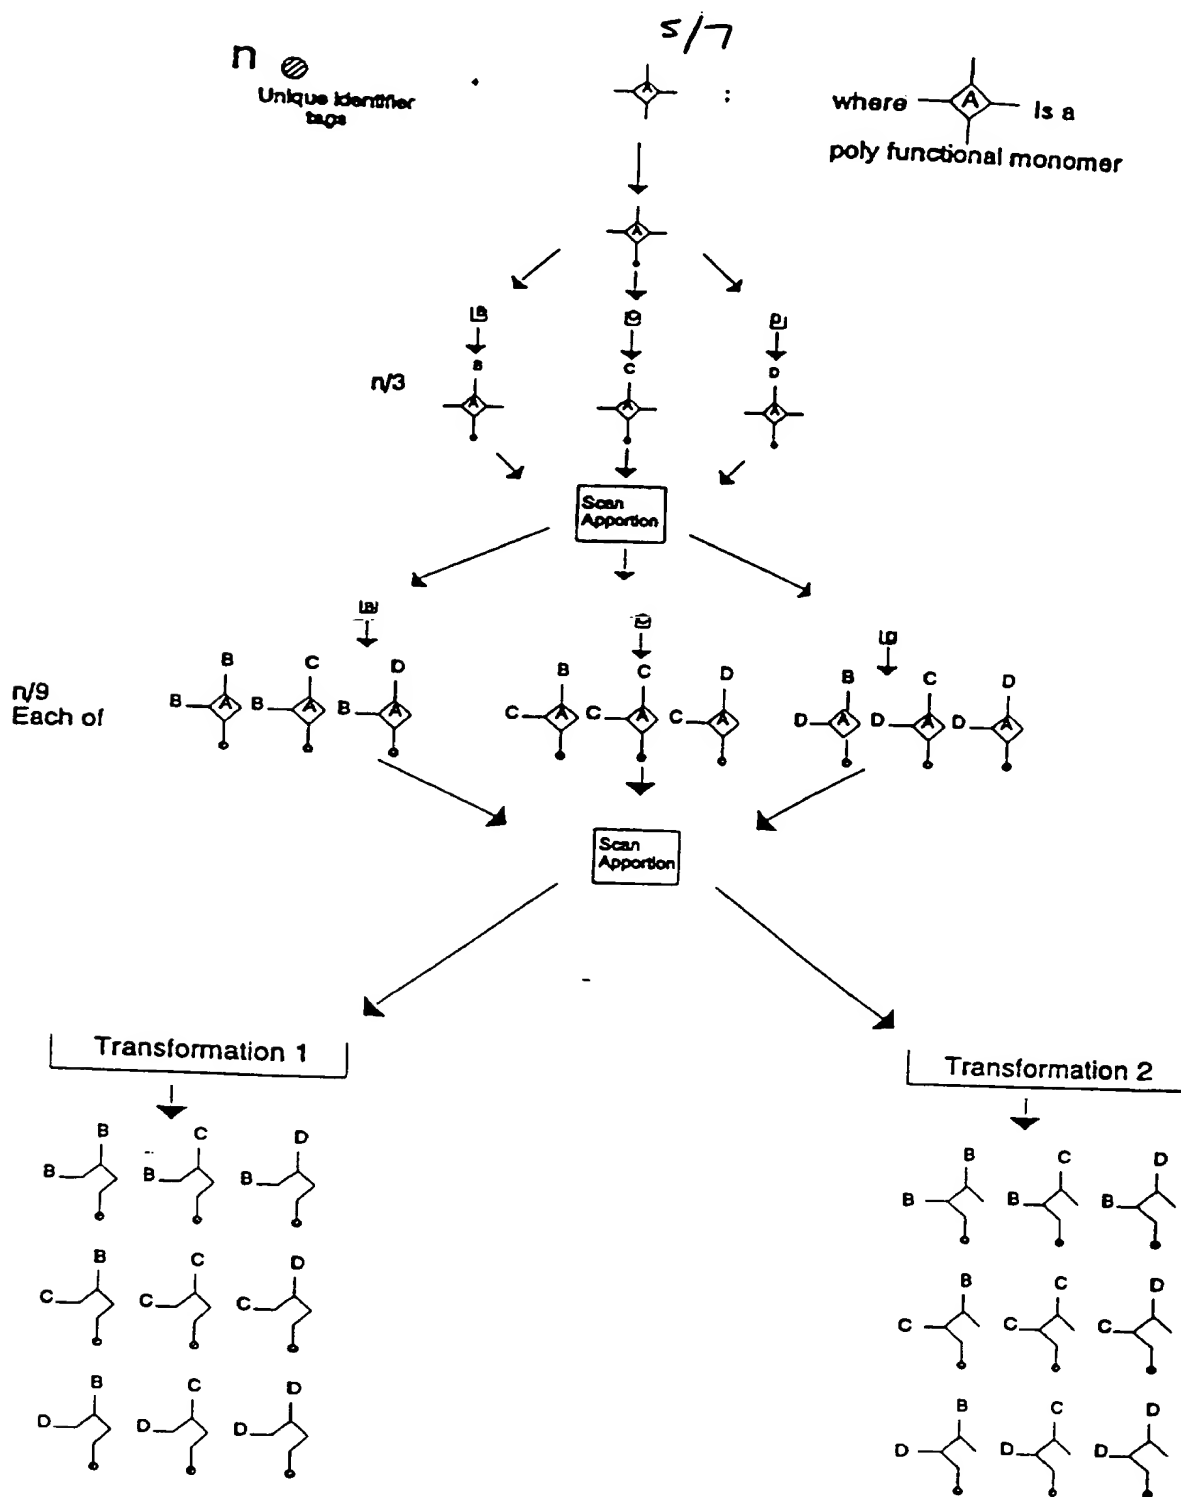 5/7
n
Unique identifier
tags
A
:
where A is a
poly functional monomer
A
B C D
B C D
n/3
A A A
Scan
Apportion
B C D
n/9
Each of
B C D B C D B C D
B A B A B A C A C A C A D A D A D A
Scan
Apportion
Transformation 1
Transformation 2
B C D
B B B
B C D
C C C
B C D
D D D
B C D
B B B
B C D
C C C
B C D
D D D